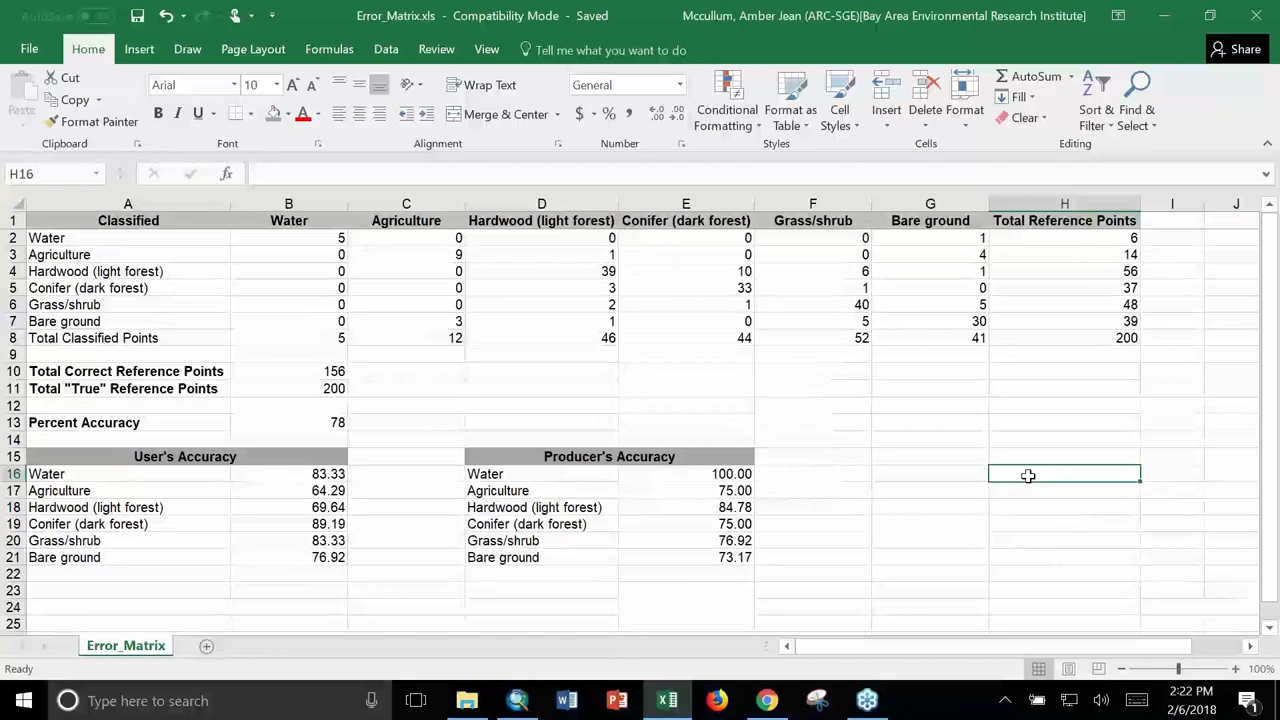 AutoSave
Error_Matrix.xls - Compatibility Mode - Saved
Mccullum, Amber Jean (ARC-SGE)[Bay Area Environmental Research Institute]
File Home Insert Draw Page Layout Formulas Data Review View Tell me what you want to do Share
Cut
Copy
Format Painter
Paste
Clipboard
Arial 10
B I U
Font
Wrap Text
Merge & Center
Alignment
General
$ % ,
Number
Conditional Formatting
Format as Table
Cell Styles
Styles
Insert Delete Format
Cells
AutoSum
Fill
Clear
Sort & Filter
Find & Select
Editing
H16 fx
A B C D E F G H I J
1 Classified Water Agriculture Hardwood (light forest) Conifer (dark forest) Grass/shrub Bare ground Total Reference Points
2 Water 5 0 0 0 0 1 6
3 Agriculture 0 9 1 0 0 4 14
4 Hardwood (light forest) 0 0 39 10 6 1 56
5 Conifer (dark forest) 0 0 3 33 1 0 37
6 Grass/shrub 0 0 2 1 40 5 48
7 Bare ground 0 3 1 0 5 30 39
8 Total Classified Points 5 12 46 44 52 41 200
9
10 Total Correct Reference Points 156
11 Total "True" Reference Points 200
12
13 Percent Accuracy 78
14
15 User's Accuracy Producer's Accuracy
16 Water 83.33 Water 100.00
17 Agriculture 64.29 Agriculture 75.00
18 Hardwood (light forest) 69.64 Hardwood (light forest) 84.78
19 Conifer (dark forest) 89.19 Conifer (dark forest) 75.00
20 Grass/shrub 83.33 Grass/shrub 76.92
21 Bare ground 76.92 Bare ground 73.17
22
23
24
25
Error_Matrix
Ready 100%
Type here to search
2:22 PM
2/6/2018